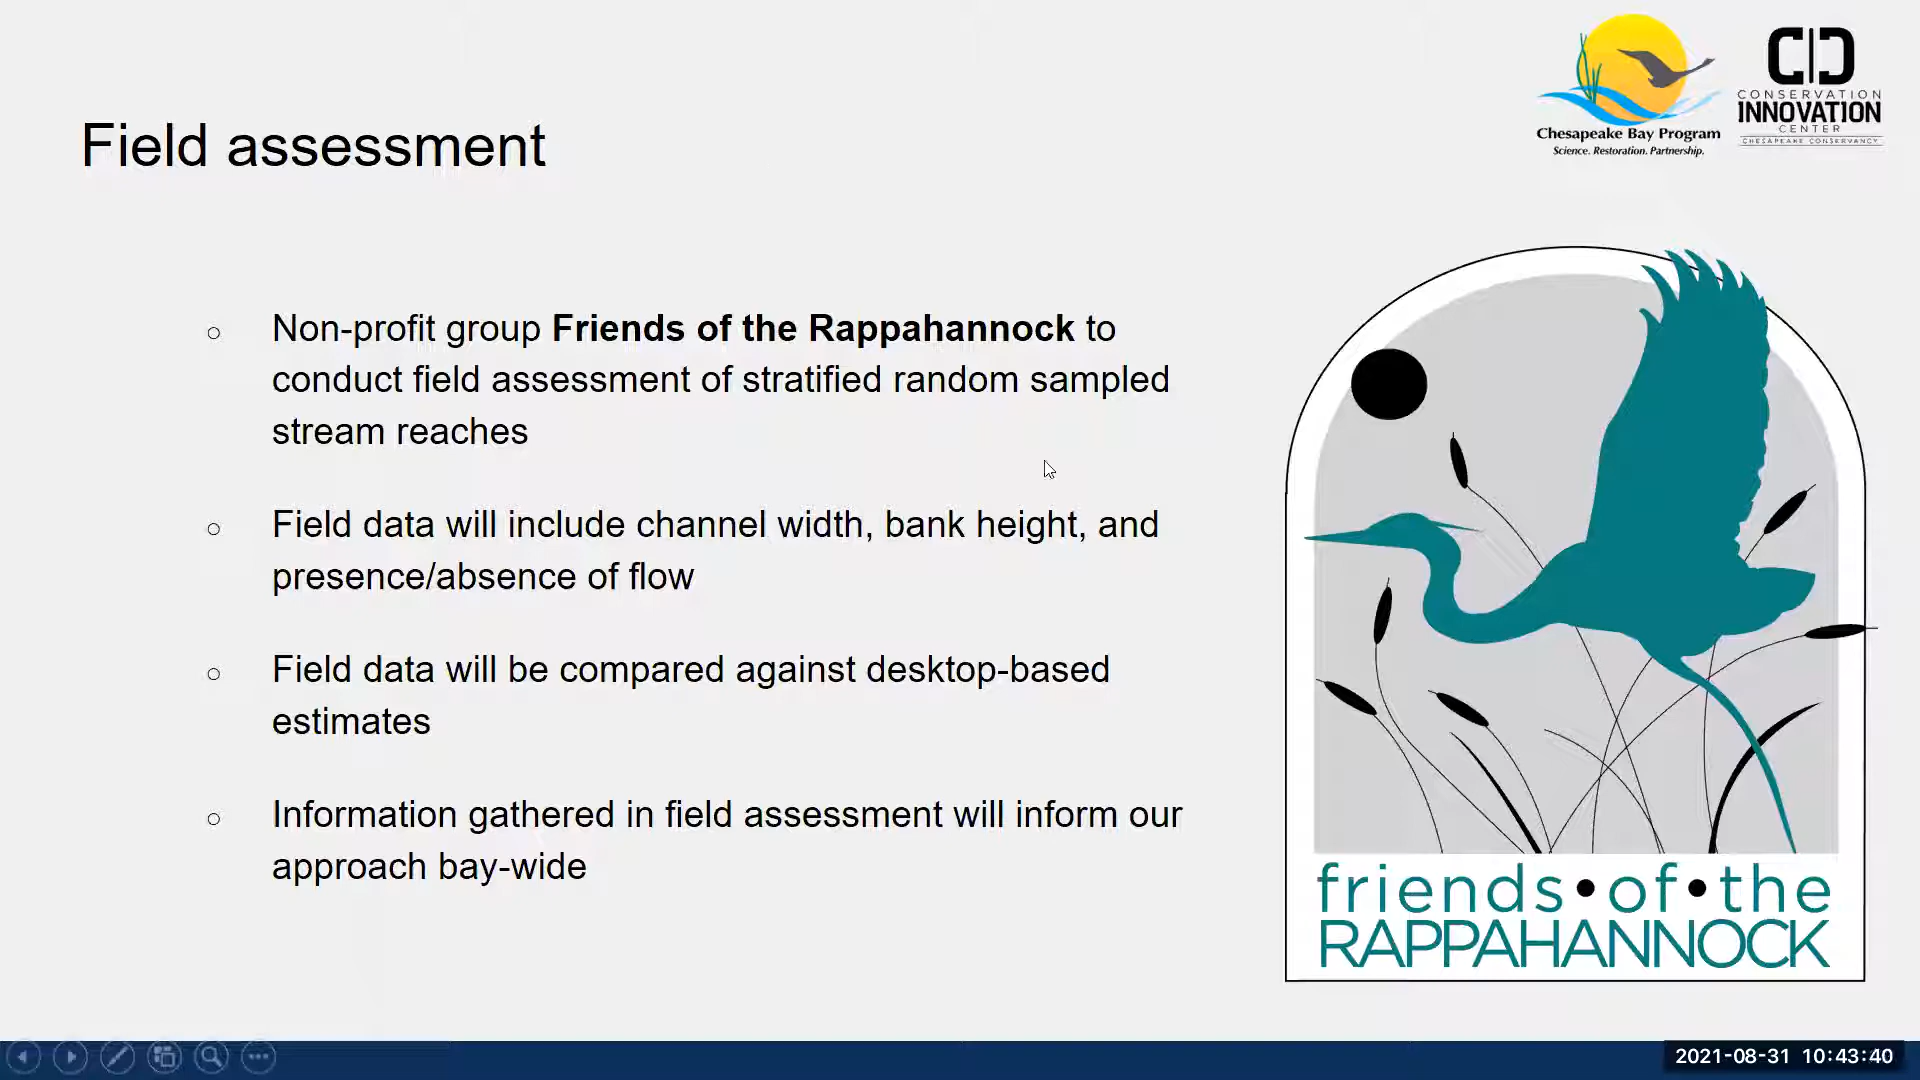 Chesapeake Bay Program
Science. Restoration. Partnership.
CONSERVATION
INNOVATION
CENTER
CHESAPEAKE CONSERVANCY
Field assessment
Non-profit group Friends of the Rappahannock to
conduct field assessment of stratified random sampled
stream reaches
Field data will include channel width, bank height, and
presence/absence of flow
Field data will be compared against desktop-based
estimates
Information gathered in field assessment will inform our
approach bay-wide
friends•of•the
RAPPAHANNOCK
2021-08-31 10:43:40